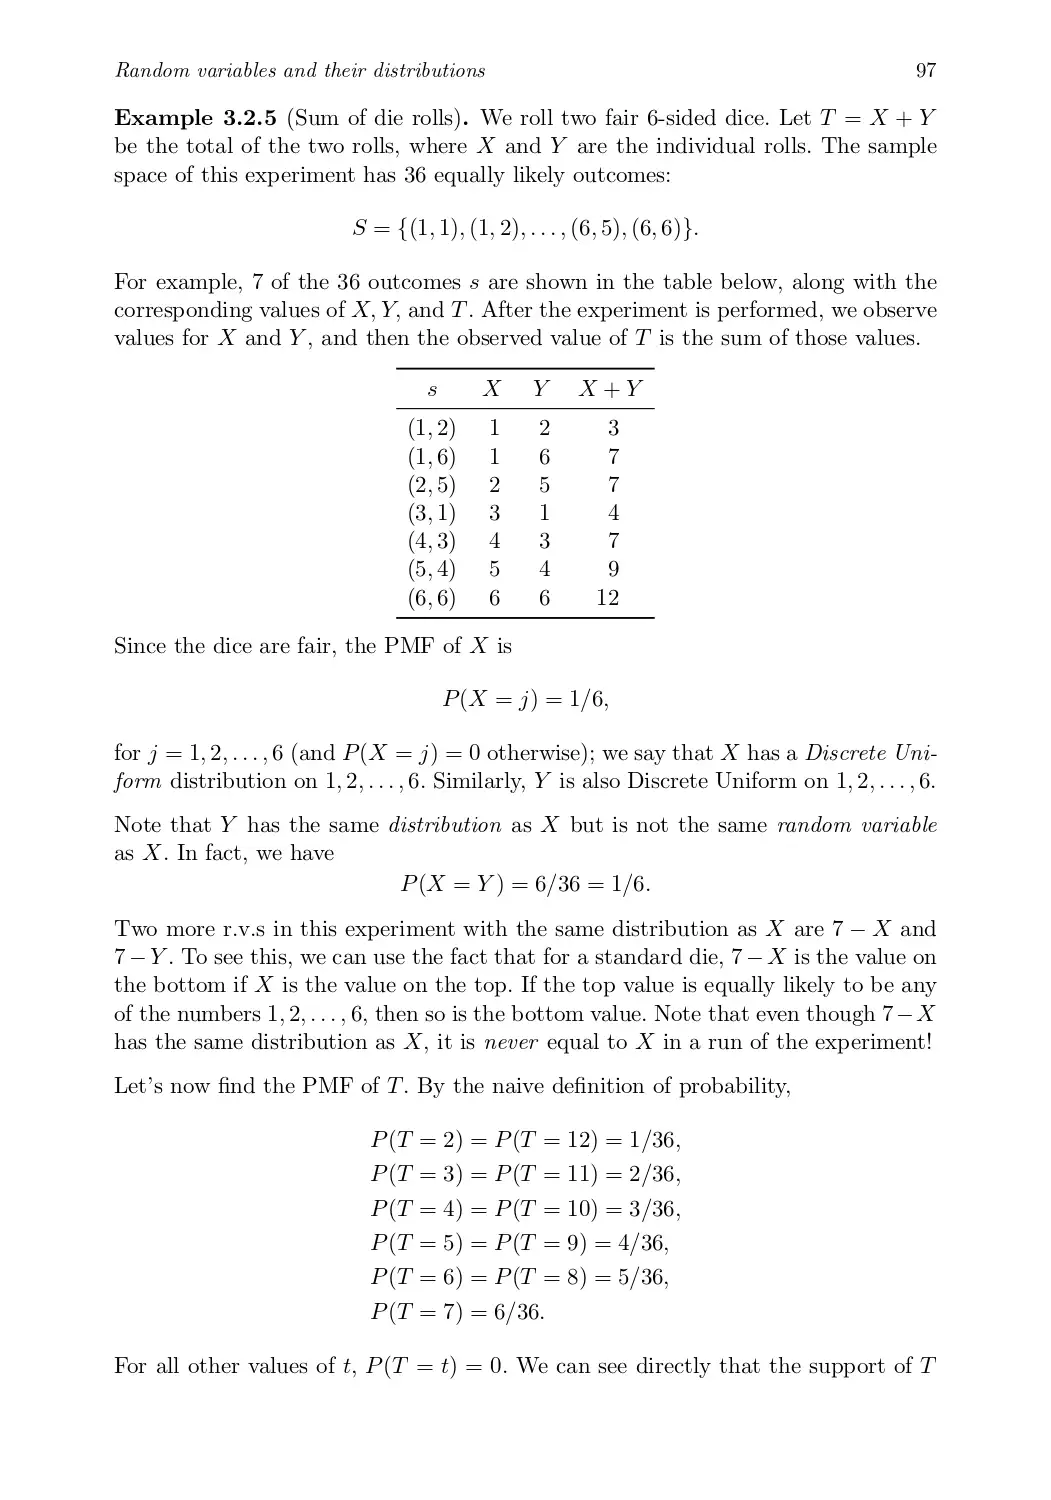 Random variables and their distributions 97
Example 3.2.5 (Sum of die rolls). We roll two fair 6-sided dice. Let T = X + Y
be the total of the two rolls, where X and Y are the individual rolls. The sample
space of this experiment has 36 equally likely outcomes:
S = {(1, 1), (1, 2), . . . , (6, 5), (6, 6)}.
For example, 7 of the 36 outcomes s are shown in the table below, along with the
corresponding values of X, Y, and T. After the experiment is performed, we observe
values for X and Y, and then the observed value of T is the sum of those values.
s X Y X + Y
(1, 2) 1 2 3
(1, 6) 1 6 7
(2, 5) 2 5 7
(3, 1) 3 1 4
(4, 3) 4 3 7
(5, 4) 5 4 9
(6, 6) 6 6 12
Since the dice are fair, the PMF of X is
P(X = j) = 1/6,
for j = 1, 2, . . . , 6 (and P(X = j) = 0 otherwise); we say that X has a Discrete Uni-
form distribution on 1, 2, . . . , 6. Similarly, Y is also Discrete Uniform on 1, 2, . . . , 6.
Note that Y has the same distribution as X but is not the same random variable
as X. In fact, we have
P(X = Y) = 6/36 = 1/6.
Two more r.v.s in this experiment with the same distribution as X are 7 − X and
7 − Y. To see this, we can use the fact that for a standard die, 7 − X is the value on
the bottom if X is the value on the top. If the top value is equally likely to be any
of the numbers 1, 2, . . . , 6, then so is the bottom value. Note that even though 7 − X
has the same distribution as X, it is never equal to X in a run of the experiment!
Let's now find the PMF of T. By the naive definition of probability,
P(T = 2) = P(T = 12) = 1/36,
P(T = 3) = P(T = 11) = 2/36,
P(T = 4) = P(T = 10) = 3/36,
P(T = 5) = P(T = 9) = 4/36,
P(T = 6) = P(T = 8) = 5/36,
P(T = 7) = 6/36.
For all other values of t, P(T = t) = 0. We can see directly that the support of T